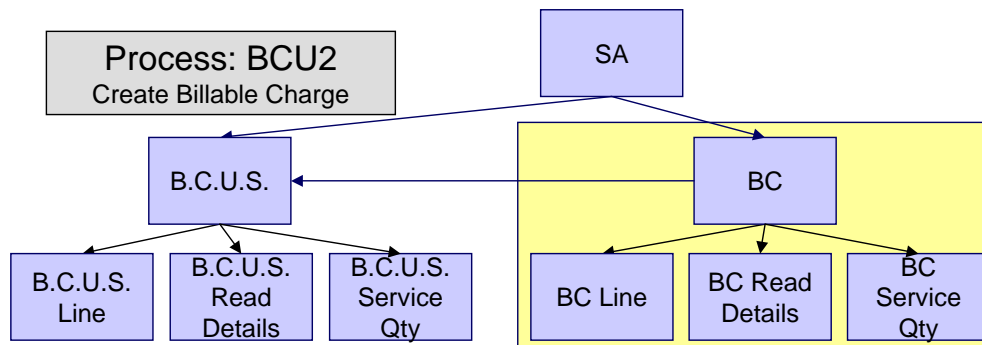 Process: BCU2
Create Billable Charge
SA
B.C.U.S.
BC
B.C.U.S.
Line
B.C.U.S.
Read
Details
B.C.U.S.
Service
Qty
BC Line
BC Read
Details
BC
Service
Qty